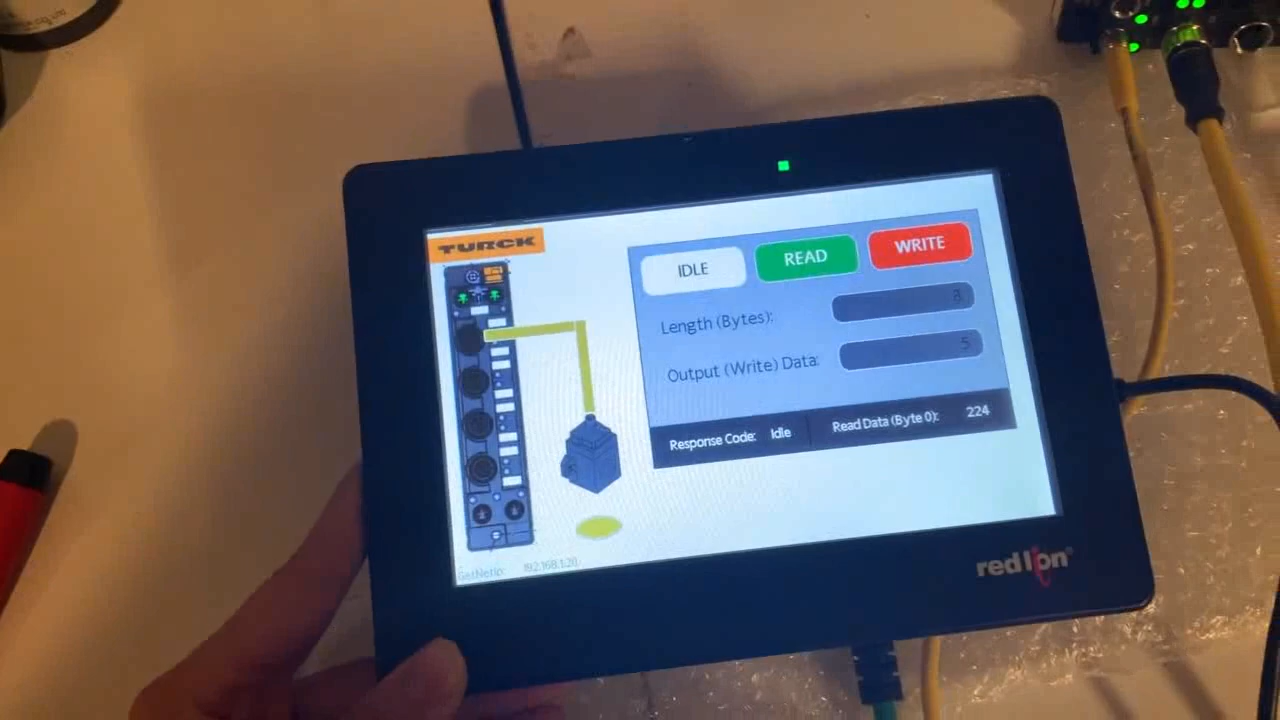 TURCK
IDLE
READ
WRITE
Length (Bytes):
8
Output (Write) Data:
5
Response Code: Idle
Read Data (Byte 0): 224
GetNetIp: 192.168.1.20
red lion®